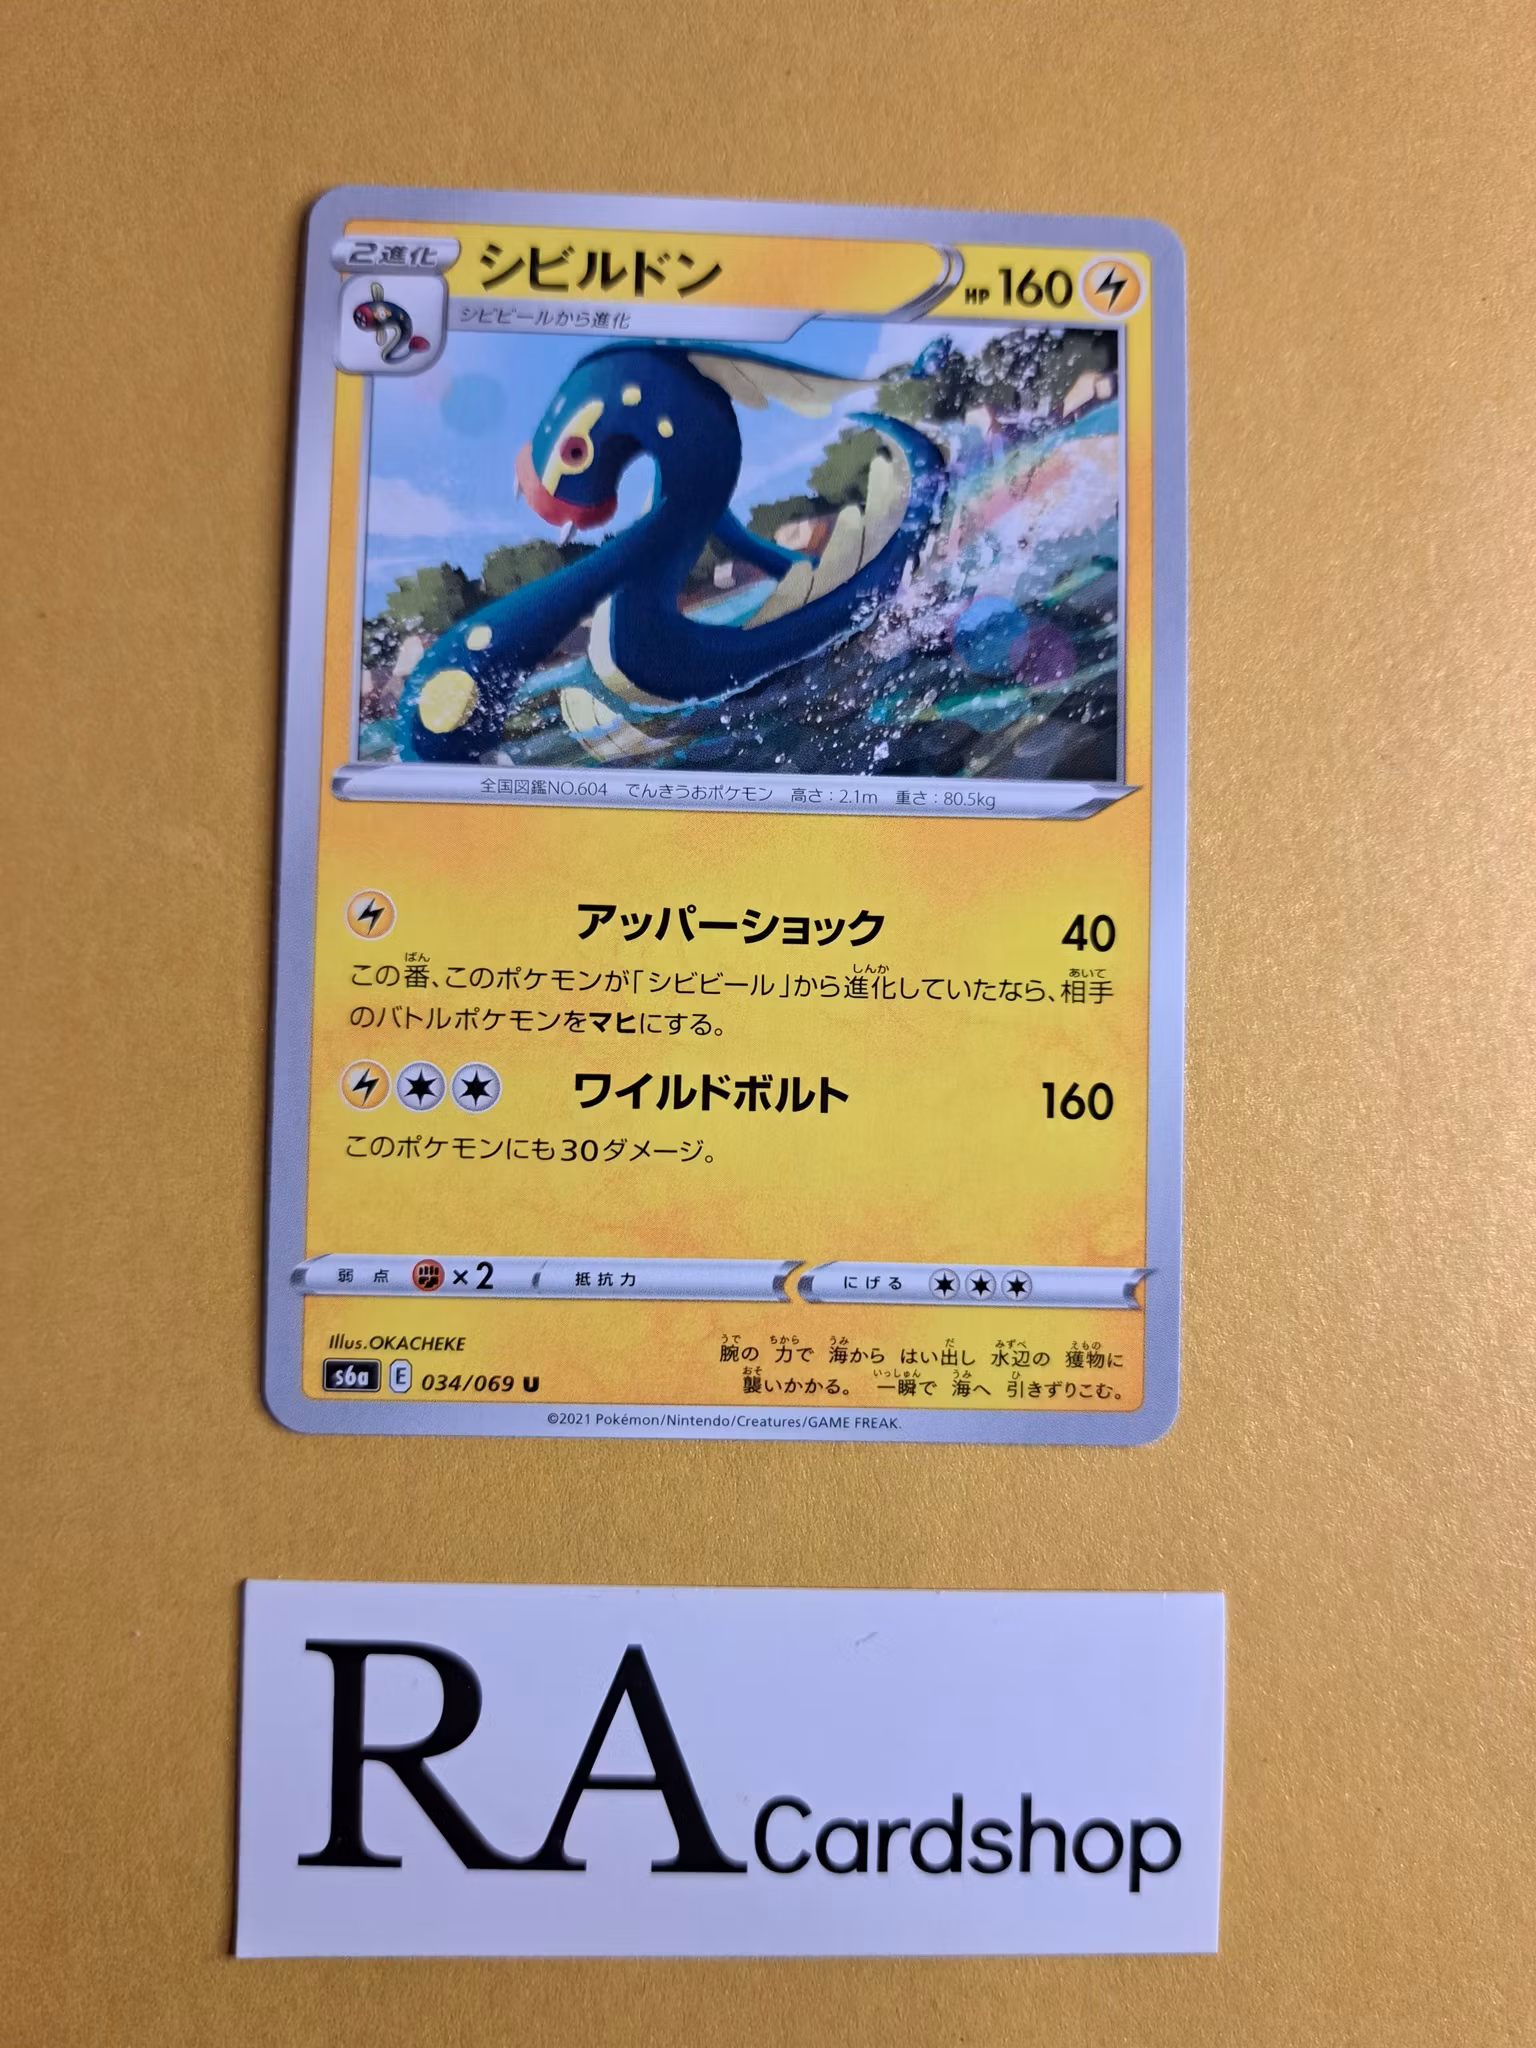 2進化
シビルドン
HP 160
シビビールから進化
全国図鑑NO.604 でんきうおポケモン 高さ:2.1m 重さ:80.5kg
アッパーショック 40
この番、このポケモンが「シビビール」から進化していたなら、相手
のバトルポケモンをマヒにする。
ワイルドボルト 160
このポケモンにも30ダメージ。
弱点 ×2 抵抗力 にげる
Illus.OKACHEKE
s6a E 034/069 U
腕の 力で 海から はい出し 水辺の 獲物に
襲いかかる。 一瞬で 海へ 引きずりこむ。
©2021 Pokémon/Nintendo/Creatures/GAME FREAK.
RA Cardshop